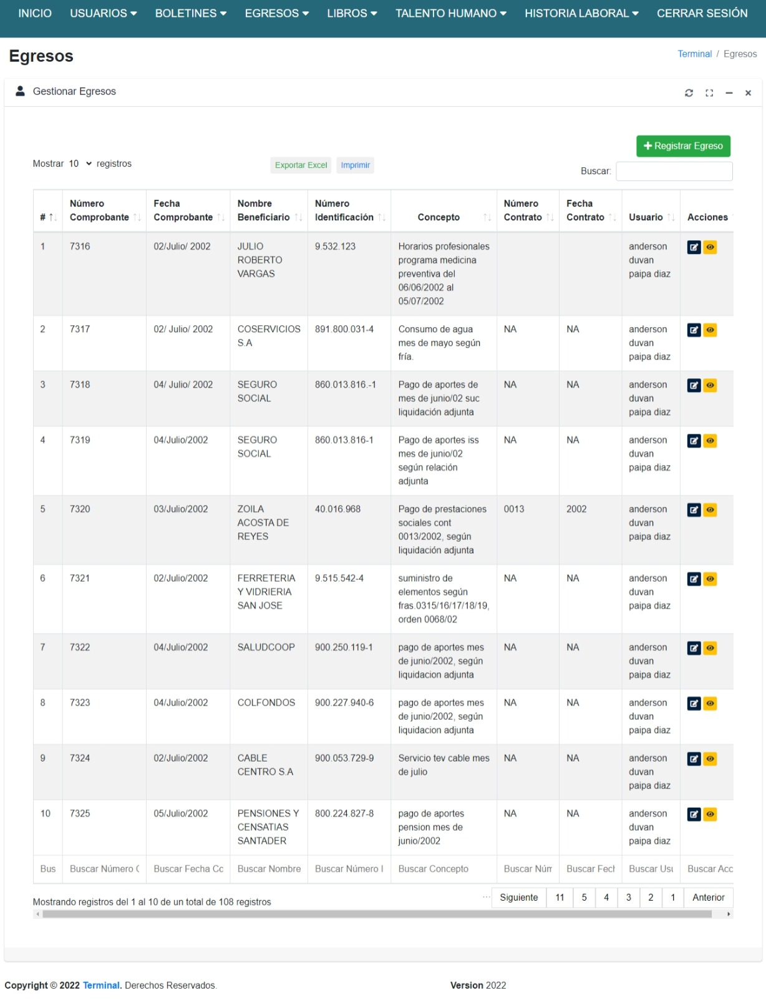 INICIO USUARIOS BOLETINES EGRESOS LIBROS TALENTO HUMANO HISTORIA LABORAL CERRAR SESIÓN
Egresos
Terminal / Egresos
Gestionar Egresos
Registrar Egreso
Mostrar 10 registros
Exportar Excel Imprimir
Buscar:
# Número Comprobante Fecha Comprobante Nombre Beneficiario Número Identificación Concepto Número Contrato Fecha Contrato Usuario Acciones
1 7316 02/Julio/ 2002 JULIO ROBERTO VARGAS 9.532.123 Horarios profesionales programa medicina preventiva del 06/06/2002 al 05/07/2002 anderson duvan paipa diaz
2 7317 02/ Julio/ 2002 COSERVICIOS S.A 891.800.031-4 Consumo de agua mes de mayo según fría. NA NA anderson duvan paipa diaz
3 7318 04/ Julio/ 2002 SEGURO SOCIAL 860.013.816.-1 Pago de aportes de mes de junio/02 suc liquidación adjunta NA NA anderson duvan paipa diaz
4 7319 04/Julio/2002 SEGURO SOCIAL 860.013.816-1 Pago de aportes iss mes de junio/02 según relación adjunta NA NA anderson duvan paipa diaz
5 7320 03/Julio/2002 ZOILA ACOSTA DE REYES 40.016.968 Pago de prestaciones sociales cont 0013/2002, según liquidación adjunta 0013 2002 anderson duvan paipa diaz
6 7321 02/Julio/2002 FERRETERIA Y VIDRIERIA SAN JOSE 9.515.542-4 suministro de elementos según fras.0315/16/17/18/19, orden 0068/02 NA NA anderson duvan paipa diaz
7 7322 04/Julio/2002 SALUDCOOP 900.250.119-1 pago de aportes mes de junio/2002, según liquidacion adjunta NA NA anderson duvan paipa diaz
8 7323 04/Julio/2002 COLFONDOS 900.227.940-6 pago de aportes mes de junio/2002, según liquidacion adjunta NA NA anderson duvan paipa diaz
9 7324 02/Julio/2002 CABLE CENTRO S.A 900.053.729-9 Servicio tev cable mes de julio NA NA anderson duvan paipa diaz
10 7325 05/Julio/2002 PENSIONES Y CENSATIAS SANTADER 800.224.827-8 pago de aportes pension mes de junio/2002 NA NA anderson duvan paipa diaz
Bus Buscar Número C Buscar Fecha Co Buscar Nombre Buscar Número I Buscar Concepto Buscar Núm Buscar Fech Buscar Usu Buscar Acc
Mostrando registros del 1 al 10 de un total de 108 registros
... Siguiente 11 5 4 3 2 1 Anterior
Copyright © 2022 Terminal. Derechos Reservados.
Version 2022